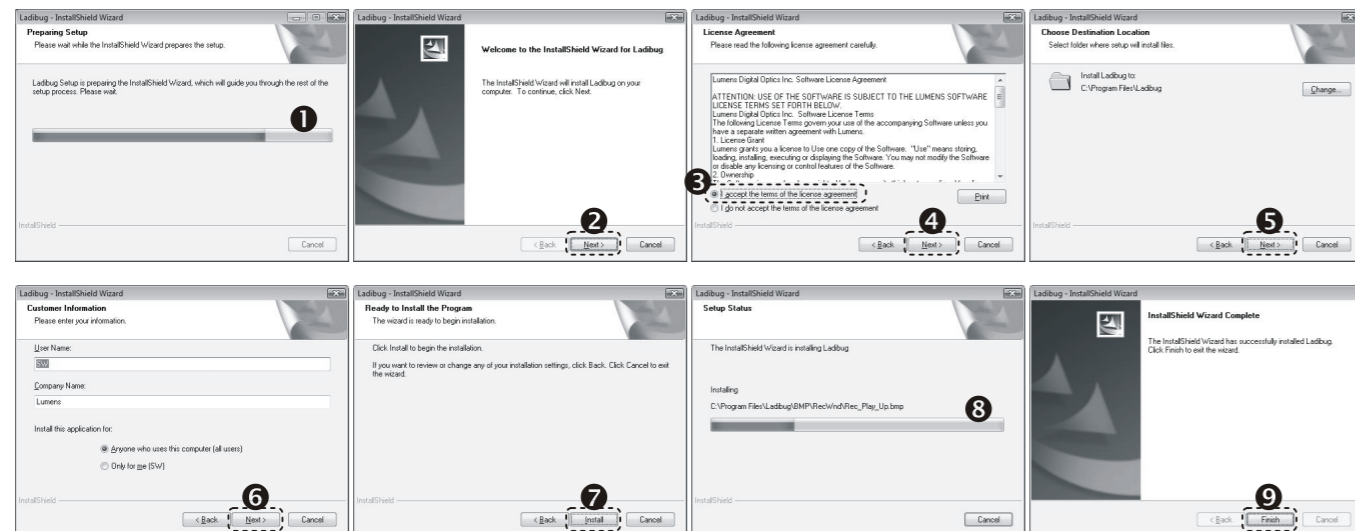 Ladibug - InstallShield Wizard
Preparing Setup
Please wait while the InstallShield Wizard prepares the setup.
Ladibug Setup is preparing the InstallShield Wizard, which will guide you through the rest of the
setup process. Please wait.
1
InstallShield
Cancel
Ladibug - InstallShield Wizard
Welcome to the InstallShield Wizard for Ladibug
The InstallShield Wizard will install Ladibug on your
computer. To continue, click Next.
2
< Back Next > Cancel
Ladibug - InstallShield Wizard
License Agreement
Please read the following license agreement carefully.
Lumens Digital Optics Inc. Software License Agreement
ATTENTION: USE OF THE SOFTWARE IS SUBJECT TO THE LUMENS SOFTWARE
LICENSE TERMS SET FORTH BELOW.
Lumens Digital Optics Inc. Software License Terms
The following License Terms govern your use of the accompanying Software unless you
have a separate written agreement with Lumens.
1. License Grant
Lumens grants you a license to Use one copy of the Software. "Use" means storing,
loading, installing, executing or displaying the Software. You may not modify the Software
or disable any licensing or control features of the Software.
2. Ownership
3
I accept the terms of the license agreement
Print
I do not accept the terms of the license agreement
4
InstallShield
< Back Next > Cancel
Ladibug - InstallShield Wizard
Choose Destination Location
Select folder where setup will install files.
Install Ladibug to:
C:\Program Files\Ladibug
Change...
5
InstallShield
< Back Next > Cancel
Ladibug - InstallShield Wizard
Customer Information
Please enter your information.
User Name:
SW
Company Name:
Lumens
Install this application for:
Anyone who uses this computer (all users)
Only for me (SW)
6
InstallShield
< Back Next > Cancel
Ladibug - InstallShield Wizard
Ready to Install the Program
The wizard is ready to begin installation.
Click Install to begin the installation.
If you want to review or change any of your installation settings, click Back. Click Cancel to exit
the wizard.
7
InstallShield
< Back Install Cancel
Ladibug - InstallShield Wizard
Setup Status
The InstallShield Wizard is installing Ladibug
Installing
C:\Program Files\Ladibug\BMP\RecWnd\Rec_Play_Up.bmp
8
InstallShield
Cancel
Ladibug - InstallShield Wizard
InstallShield Wizard Complete
The InstallShield Wizard has successfully installed Ladibug.
Click Finish to exit the wizard.
9
< Back Finish Cancel